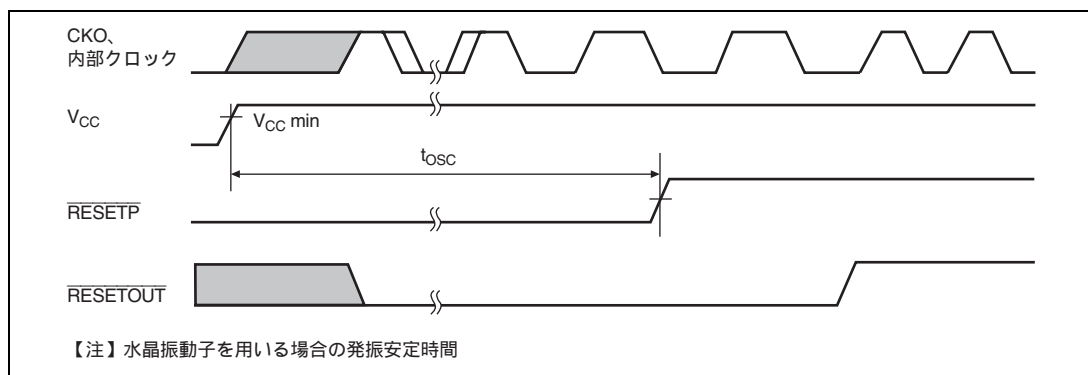 CKO、
内部クロック
VCC
VCC min
tOSC
RESETP
RESETOUT
【注】水晶振動子を用いる場合の発振安定時間